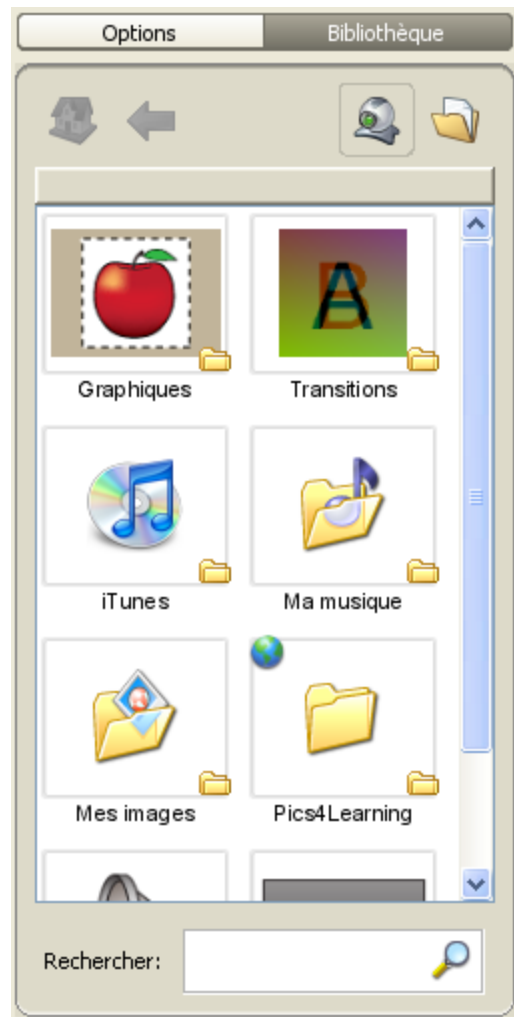 Options Bibliothèque
Graphiques Transitions
iTunes Ma musique
Mes images Pics4Learning
Rechercher: